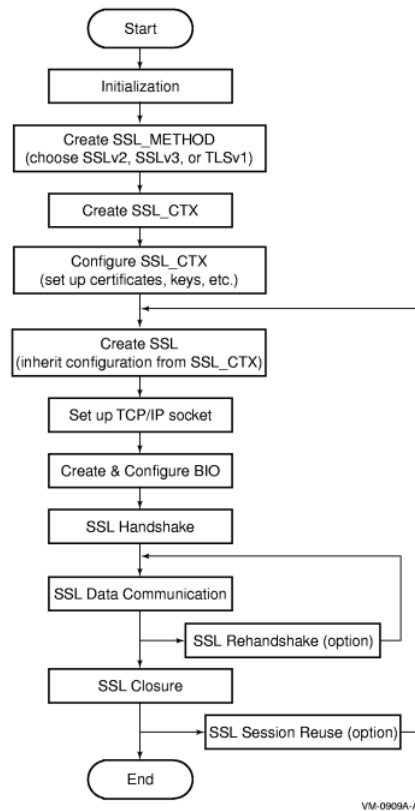 Start
Initialization
Create SSL_METHOD
(choose SSLv2, SSLv3, or TLSv1)
Create SSL_CTX
Configure SSL_CTX
(set up certificates, keys, etc.)
Create SSL
(inherit configuration from SSL_CTX)
Set up TCP/IP socket
Create & Configure BIO
SSL Handshake
SSL Data Communication
SSL Rehandshake (option)
SSL Closure
SSL Session Reuse (option)
End